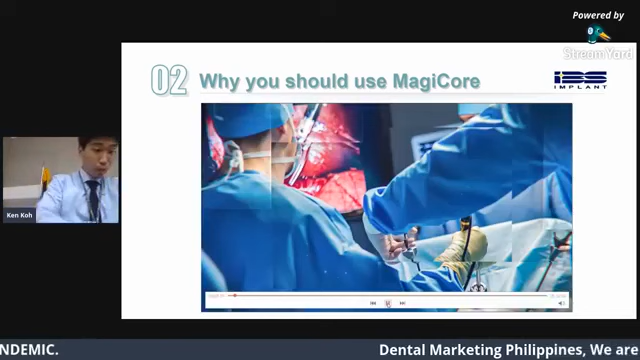 Powered by
StreamYard
02 Why you should use MagiCore
IBS
IMPLANT
Ken Koh
NDEMIC. Dental Marketing Philippines, We are